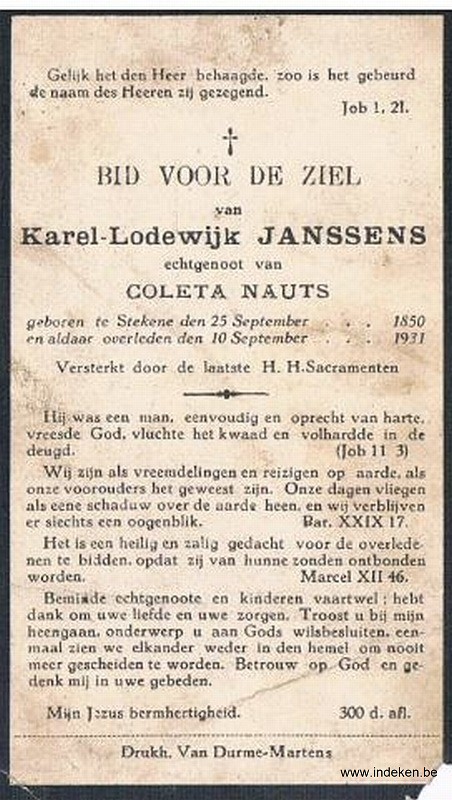 Gelijk het den Heer behaagde, zoo is het gebeurd
de naam des Heeren zij gezegend.
Job 1, 21.
BID VOOR DE ZIEL
van
Karel-Lodewijk JANSSENS
echtgenoot van
COLETA NAUTS
geboren te Stekene den 25 September . . . 1850
en aldaar overleden den 10 September . . . 1931
Versterkt door de laatste H. H. Sacramenten
Hij was een man, eenvoudig en oprecht van harte,
vreesde God, vluchte het kwaad en volhardde in de
deugd. (Job 11 3)
Wij zijn als vreemdelingen en reizigen op aarde, als
onze voorouders het geweest zijn. Onze dagen vliegen
als eene schaduw over de aarde heen, en wij verblijven
er slechts een oogenblik. Par. XXIX 17.
Het is een heilig en zalig gedacht voor de overlede-
nen te bidden, opdat zij van hunne zonden ontbonden
worden. Marcel XII 46.
Beminde echtgenoote en kinderen vaartwel ; hebt
dank om uwe liefde en uwe zorgen. Troost u bij mijn
heengaan, onderwerp u aan Gods wilsbesluiten, een-
maal zien we elkander weder in den hemel om nooit
meer gescheiden te worden. Betrouw op God en ge-
denk mij in uwe gebeden.
Mijn Jezus bermhertigheid. 300 d. afl.
Drukh. Van Durme-Martens
www.indeken.be